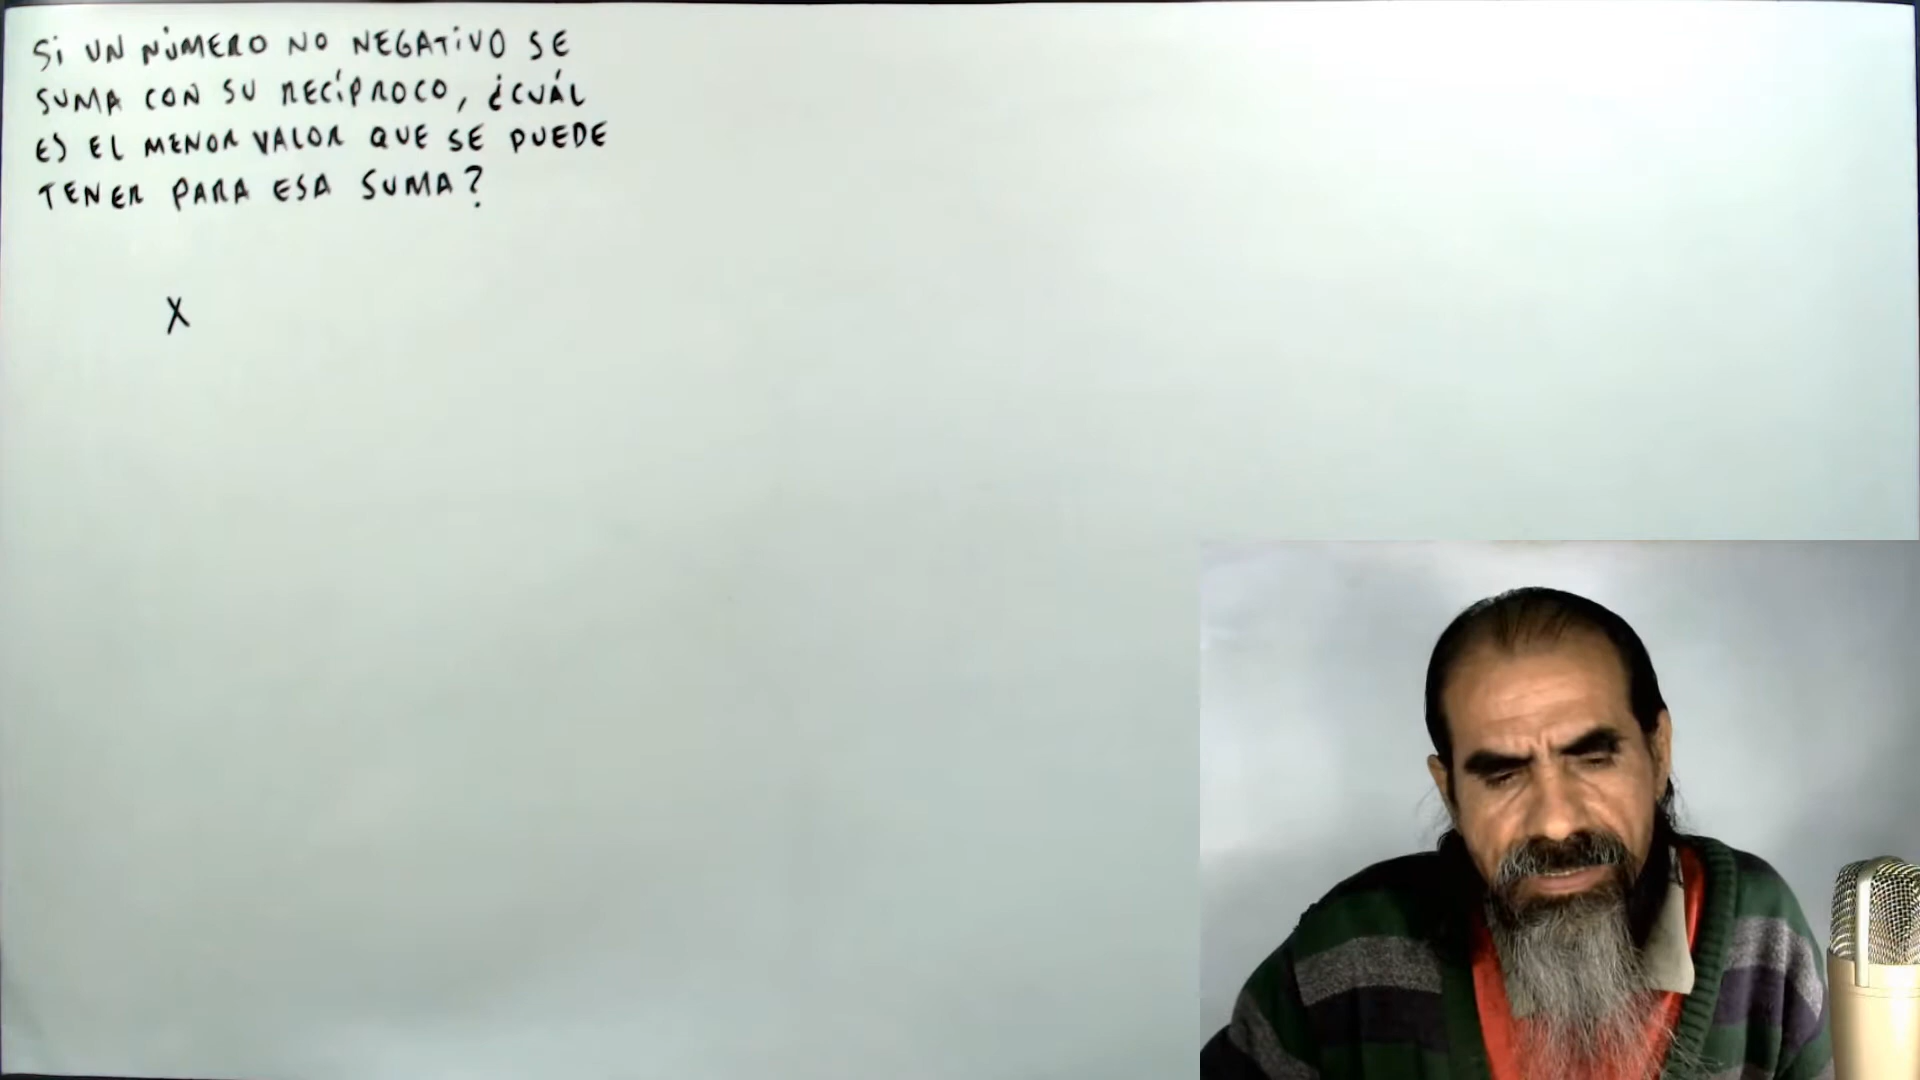 Si UN NÚMERO NO NEGATiVO SE
SUMA CON SU RECÍPROCO, ¿CUÁL
ES EL MENOR VALOR QUE SE PUEDE
TENER PARA ESA SUMA?
X